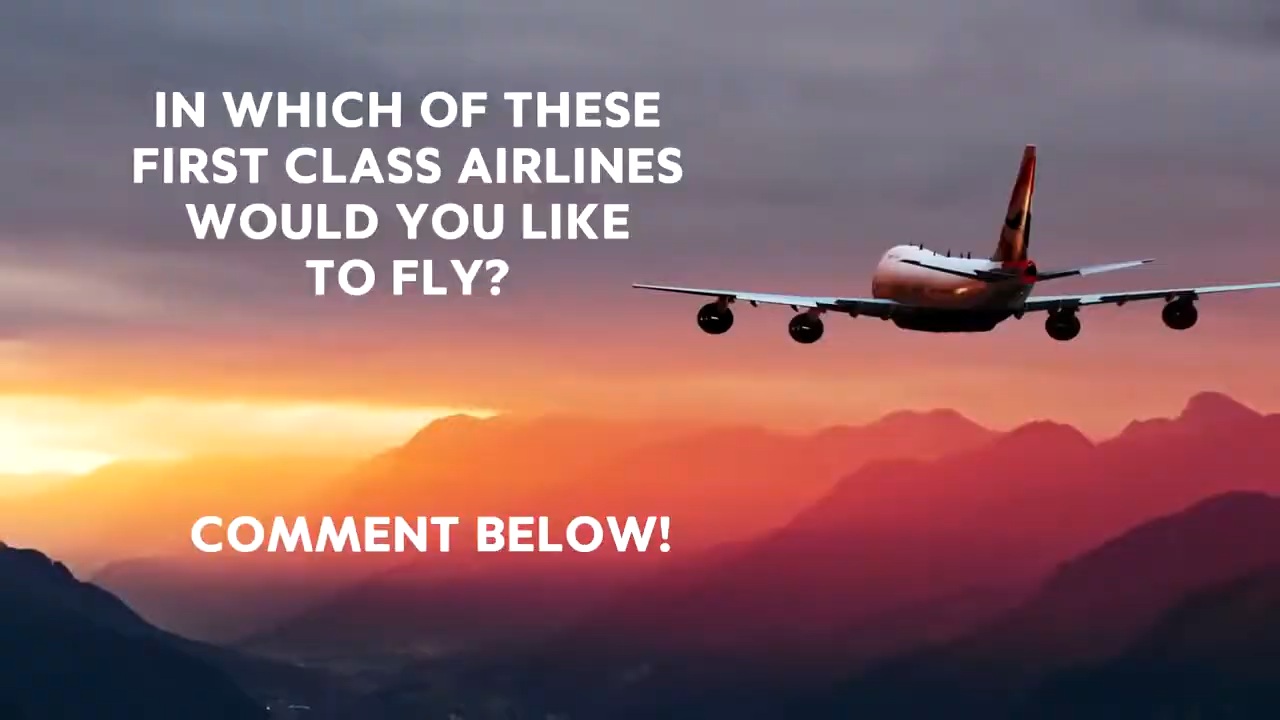 IN WHICH OF THESE
FIRST CLASS AIRLINES
WOULD YOU LIKE
TO FLY?
COMMENT BELOW!